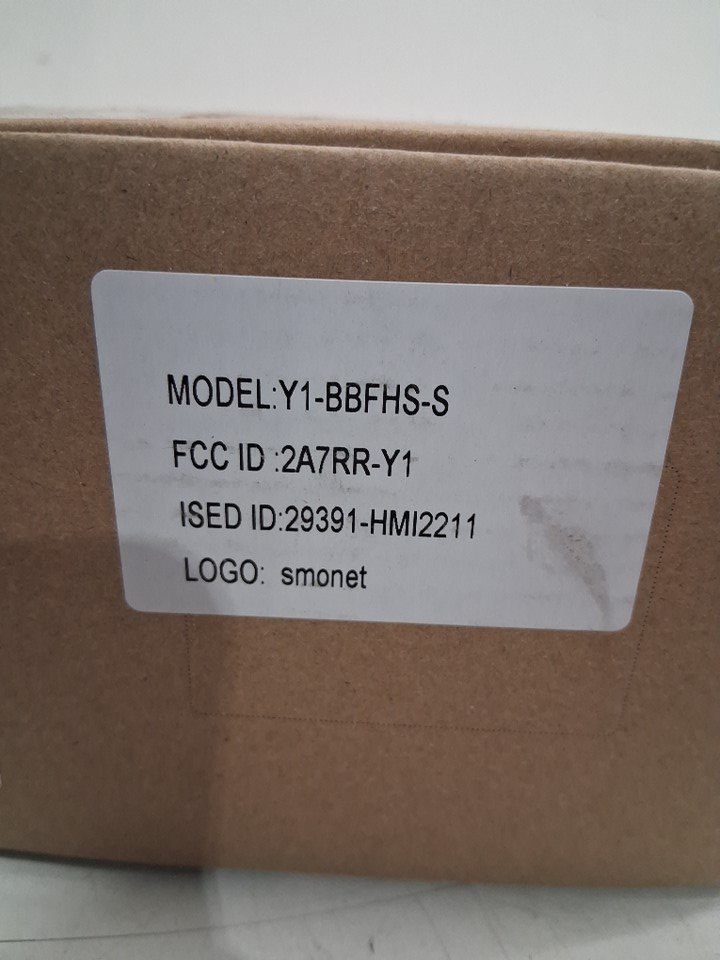 MODEL:Y1-BBFHS-S
FCC ID :2A7RR-Y1
ISED ID:29391-HMI2211
LOGO: smonet